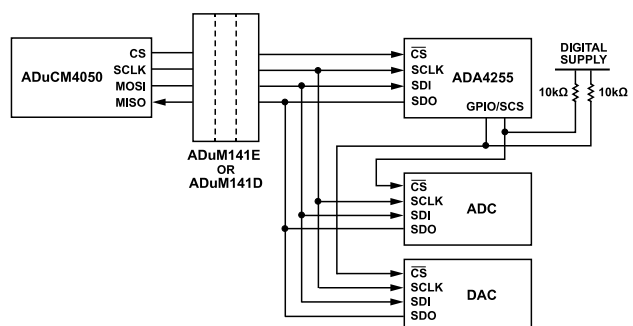 ADuCM4050
CS
SCLK
MOSI
MISO
ADuM141E
OR
ADuM141D
CS
SCLK
SDI
SDO
ADA4255
GPIO/SCS
DIGITAL
SUPPLY
10kΩ
10kΩ
CS
SCLK
SDI
SDO
ADC
CS
SCLK
SDI
SDO
DAC